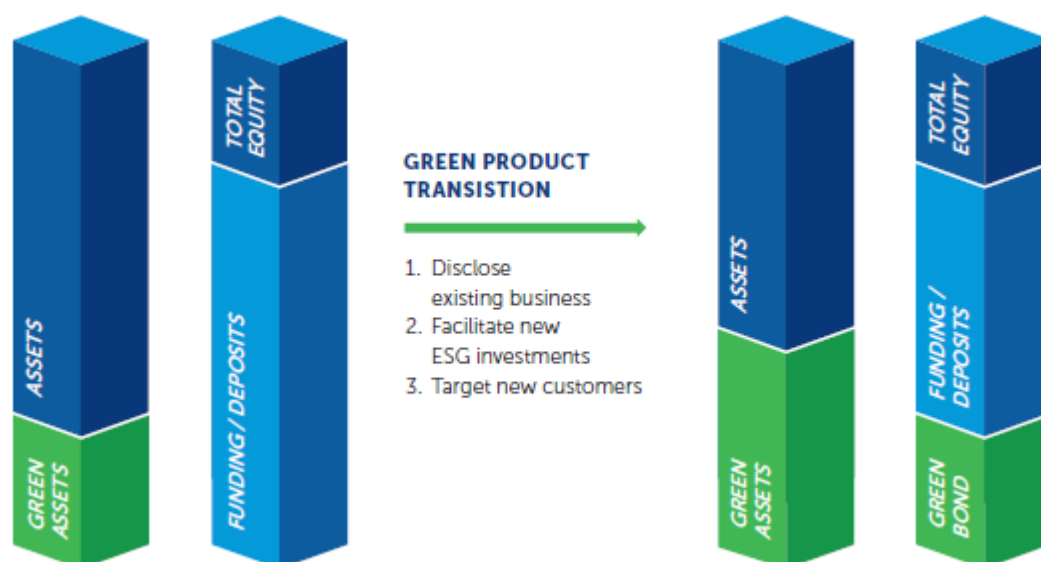 ASSETS
GREEN
ASSETS
TOTAL
EQUITY
FUNDING / DEPOSITS
GREEN PRODUCT
TRANSISTION
1. Disclose
existing business
2. Facilitate new
ESG investments
3. Target new customers
ASSETS
GREEN
ASSETS
TOTAL
EQUITY
FUNDING /
DEPOSITS
GREEN
BOND